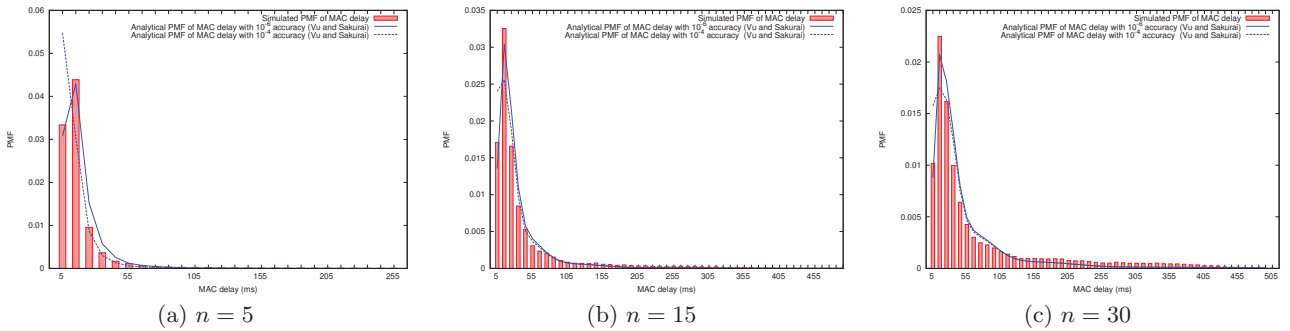 Simulated PMF of MAC delay
Analytical PMF of MAC delay with 10^-6 accuracy (Vu and Sakurai)
Analytical PMF of MAC delay with 10^-4 accuracy (Vu and Sakurai)
0.06
0.05
0.04
0.03
0.02
0.01
0
PMF
5 55 105 155 205 255
MAC delay (ms)
(a) n = 5
Simulated PMF of MAC delay
Analytical PMF of MAC delay with 10^-6 accuracy (Vu and Sakurai)
Analytical PMF of MAC delay with 10^-4 accuracy (Vu and Sakurai)
0.035
0.03
0.025
0.02
0.015
0.01
0.005
0
PMF
5 55 105 155 205 255 305 355 405 455
MAC delay (ms)
(b) n = 15
Simulated PMF of MAC delay
Analytical PMF of MAC delay with 10^-6 accuracy (Vu and Sakurai)
Analytical PMF of MAC delay with 10^-4 accuracy (Vu and Sakurai)
0.025
0.02
0.015
0.01
0.005
0
PMF
5 55 105 155 205 255 305 355 405 455 505
MAC delay (ms)
(c) n = 30